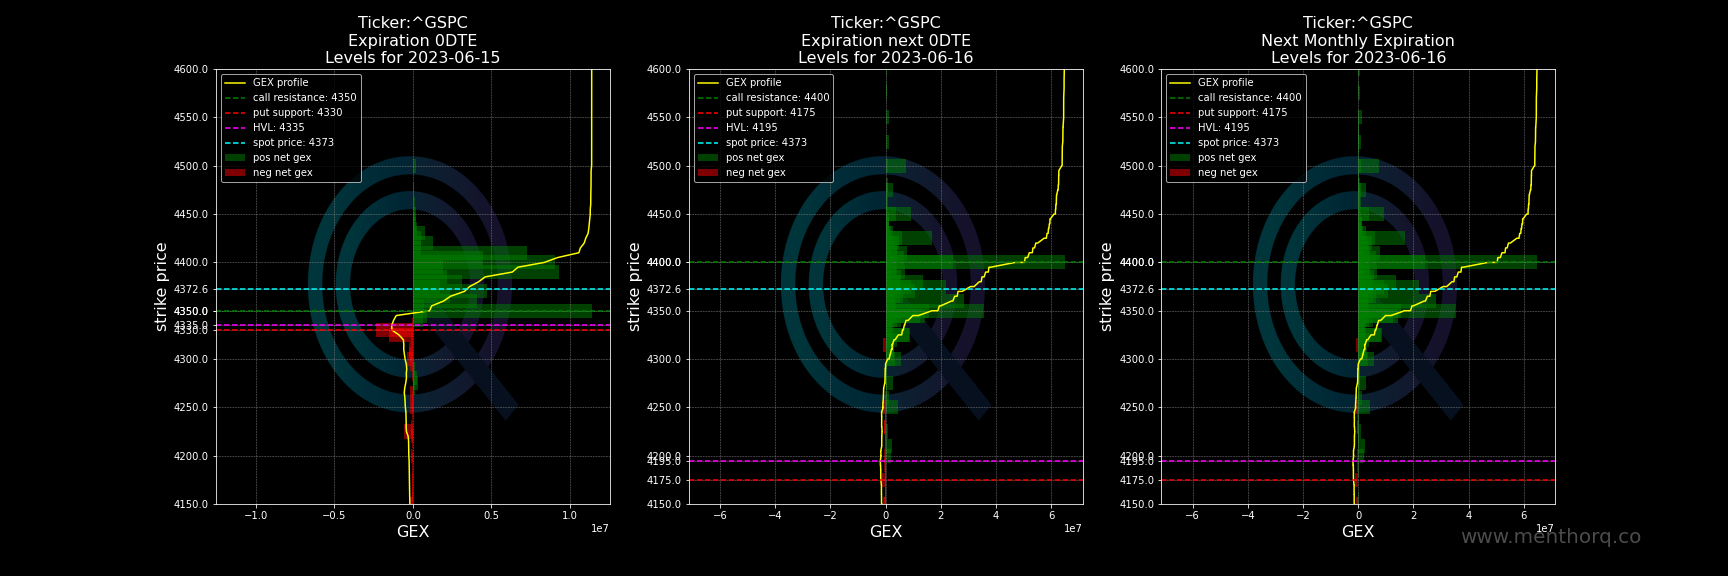 Ticker:^GSPC
Expiration 0DTE
Levels for 2023-06-15
4600.0
4550.0
4500.0
4450.0
4400.0
4372.6
4350.0
4335.0
4330.0
4300.0
4250.0
4200.0
4150.0
strike price
GEX profile
call resistance: 4350
put support: 4330
HVL: 4335
spot price: 4373
pos net gex
neg net gex
−1.0
−0.5
0.0
0.5
1.0
1e7
GEX
Ticker:^GSPC
Expiration next 0DTE
Levels for 2023-06-16
4600.0
4550.0
4500.0
4450.0
4400.0
4372.6
4350.0
4300.0
4250.0
4200.0
4195.0
4175.0
4150.0
strike price
GEX profile
call resistance: 4400
put support: 4175
HVL: 4195
spot price: 4373
pos net gex
neg net gex
−6
−4
−2
0
2
4
6
1e7
GEX
Ticker:^GSPC
Next Monthly Expiration
Levels for 2023-06-16
4600.0
4550.0
4500.0
4450.0
4400.0
4372.6
4350.0
4300.0
4250.0
4200.0
4195.0
4175.0
4150.0
strike price
GEX profile
call resistance: 4400
put support: 4175
HVL: 4195
spot price: 4373
pos net gex
neg net gex
−6
−4
−2
0
2
4
6
1e7
GEX
www.menthorq.co